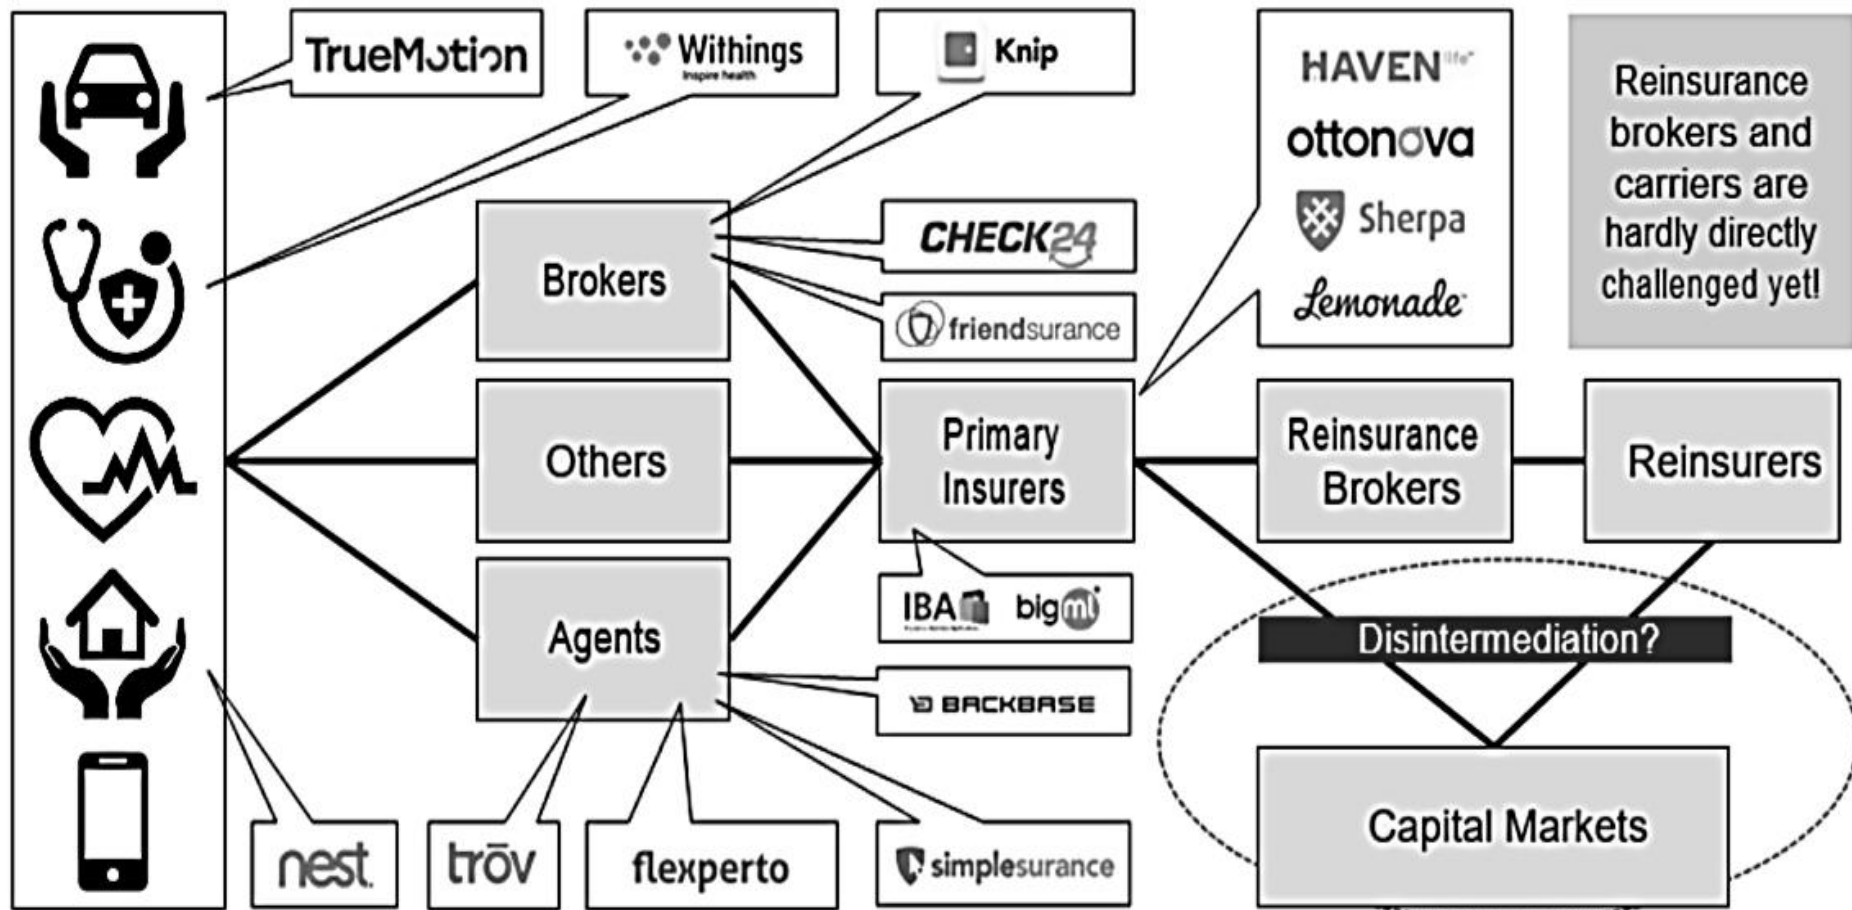 TrueMotion
Withings
Inspire health
Knip
HAVEN life
ottonova
Sherpa
Lemonade
Reinsurance
brokers and
carriers are
hardly directly
challenged yet!
Brokers
CHECK24
friendsurance
Others
Primary
Insurers
Reinsurance
Brokers
Reinsurers
Agents
IBA
bigml
BACKBASE
Disintermediation?
Capital Markets
nest
trōv
flexperto
simplesurance